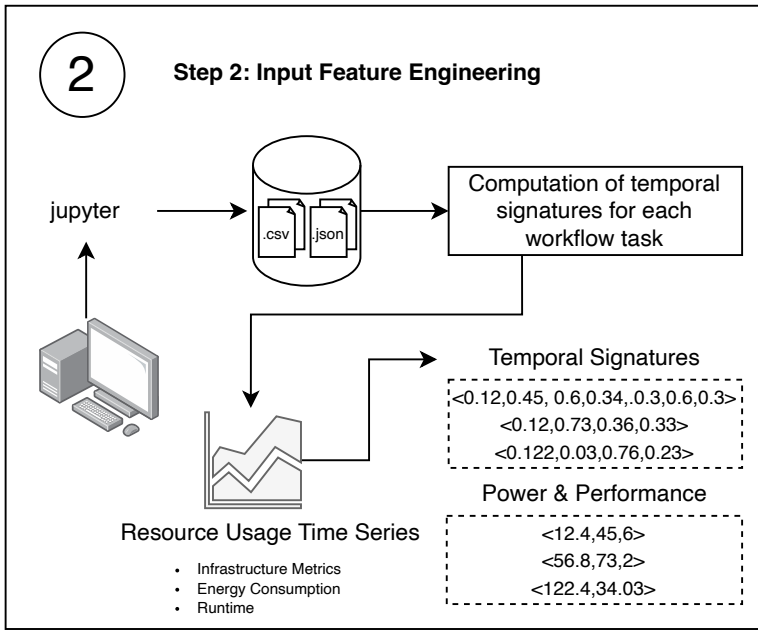 2
Step 2: Input Feature Engineering
jupyter
.csv
.json
Computation of temporal
signatures for each
workflow task
Temporal Signatures
<0.12,0.45, 0.6,0.34,.0.3,0.6,0.3>
<0.12,0.73,0.36,0.33>
<0.122,0.03,0.76,0.23>
Resource Usage Time Series
• Infrastructure Metrics
• Energy Consumption
• Runtime
Power & Performance
<12.4,45,6>
<56.8,73,2>
<122.4,34.03>